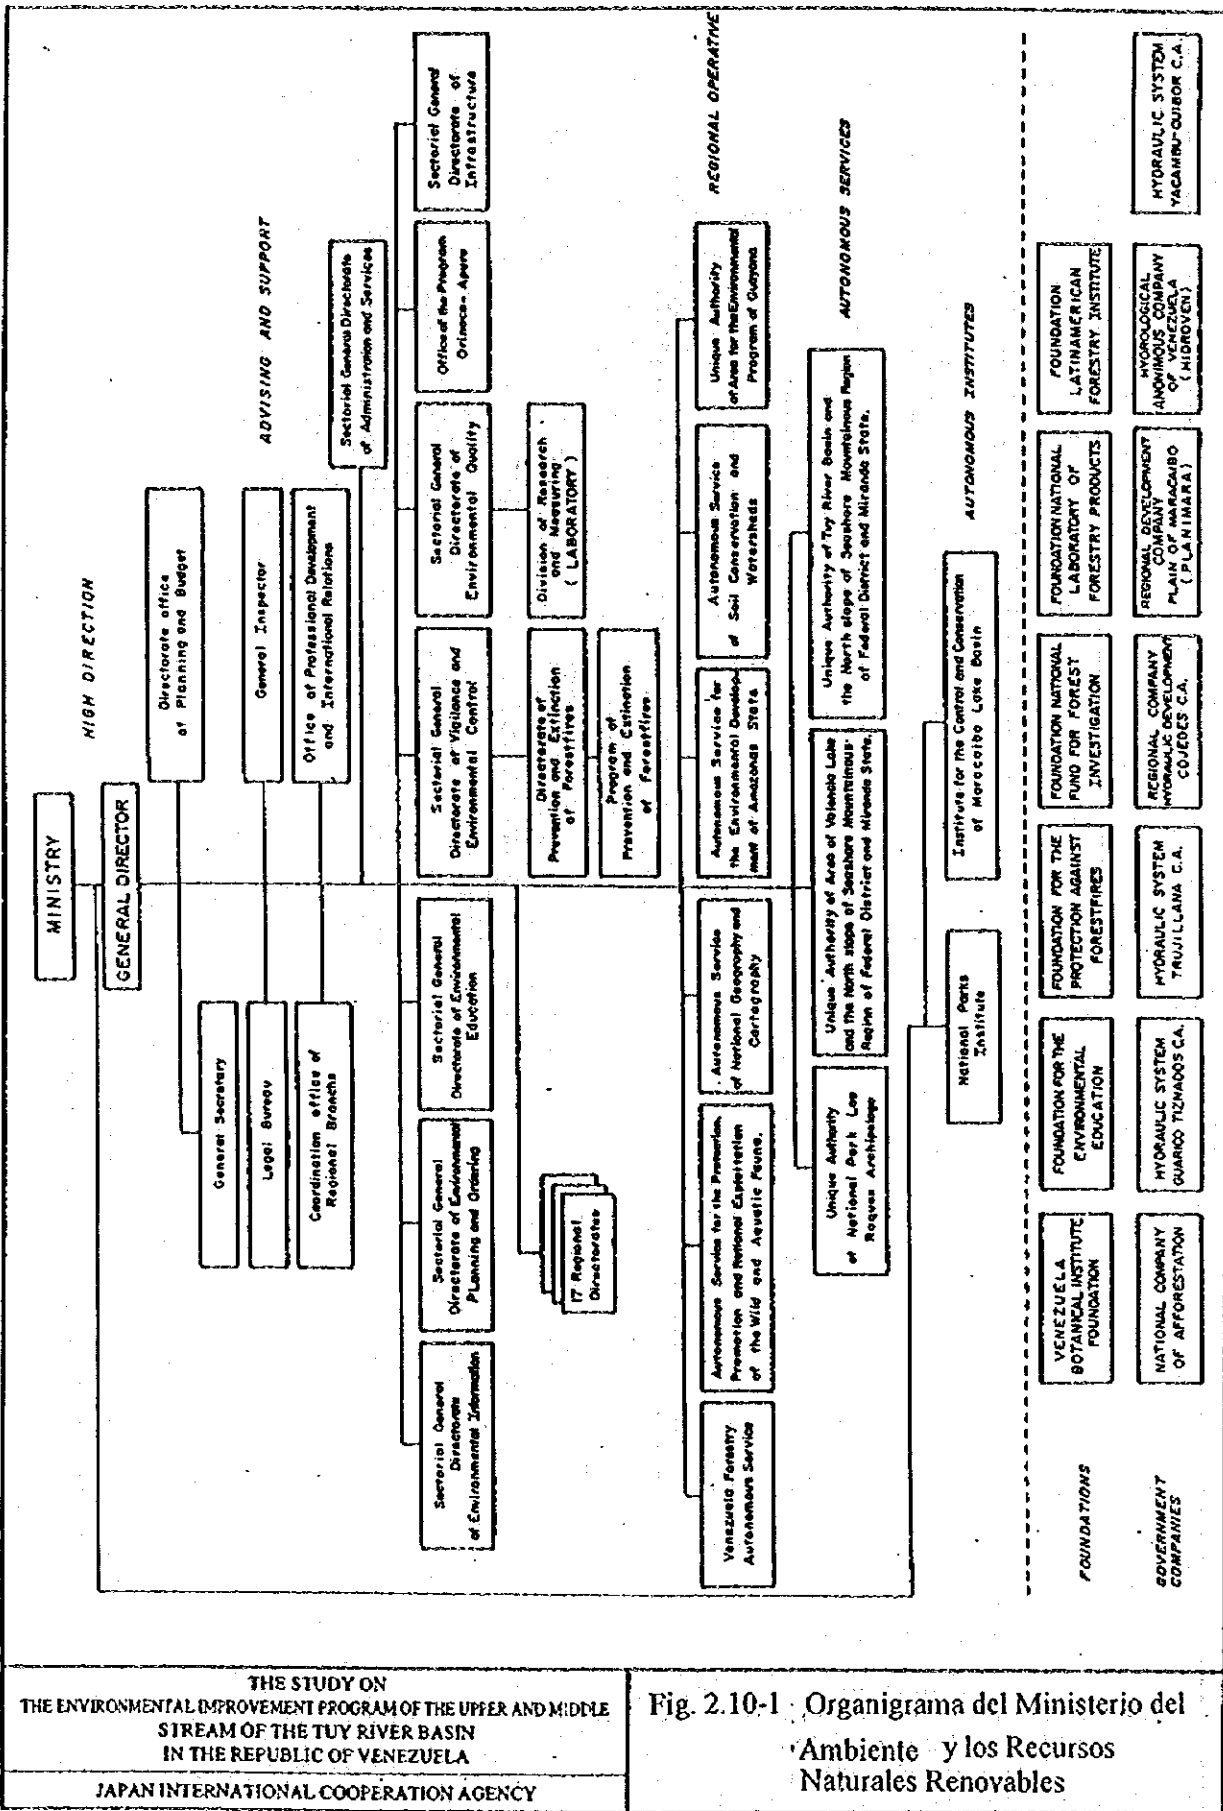 HIGH DIRECTION
MINISTRY
GENERAL DIRECTOR
Directorate office
of Planning and Budget
General Secretary
ADVISING AND SUPPORT
General Inspector
Legal Bureau
Office of Professional Development
and International Relations
Coordination office of
Regional Branchs
Sectorial General Directorate
of Administration and Services
Sectorial General
Directorate
of Environmental Information
Sectorial General
Directorate of Environmental
Planning and Ordering
Sectorial General
Directorate of Environmental
Education
Sectorial General
Directorate of Vigilance and
Environmental Control
Sectorial General
Directorate of
Environmental Quality
Office of the Program
Orinoco - Apure
Sectorial General
Directorate of
Infrastructure
Directorate of
Prevention and Extinction
of Forestfires
Division of Research
and Measuring
( LABORATORY )
Program of
Prevention and Extinction
of Forestfires
17 Regional
Directorates
REGIONAL OPERATIVE
Venezuela Forestry
Autonomous Service
Autonomous Service for the Protection,
Promotion and National Exploitation
of the Wild and Aquatic Fauna.
Autonomous Service
of National Geography and
Cartography
Autonomous Service for
the Environmental Develop-
ment of Amazonas State
Autonomous Service
of Soil Conservation and
Watersheds
Unique Authority
of Area for the Environmental
Program of Guayana
AUTONOMOUS SERVICES
Unique Authority
of National Park Los
Roques Archipelago
Unique Authority of Area of Valencia Lake
and the North slope of Seashore Mountainous
Region of Federal District and Miranda State.
Unique Authority of Tuy River Basin and
the North slope of Seashore Mountainous Region
of Federal District and Miranda State.
AUTONOMOUS INSTITUTES
National Parks
Institute
Institute for the Control and Conservation
of Maracaibo Lake Basin
FOUNDATIONS
VENEZUELA
BOTANICAL INSTITUTE
FOUNDATION
FOUNDATION FOR THE
ENVIRONMENTAL
EDUCATION
FOUNDATION FOR THE
PROTECTION AGAINST
FORESTFIRES
FOUNDATION NATIONAL
FUND FOR FOREST
INVESTIGATION
FOUNDATION NATIONAL
LABORATORY OF
FORESTRY PRODUCTS
FOUNDATION
LATINAMERICAN
FORESTRY INSTITUTE
GOVERNMENT
COMPANIES
NATIONAL COMPANY
OF AFFORESTATION
HYDRAULIC SYSTEM
GUARICO TIZNADOS C.A.
HYDRAULIC SYSTEM
TRUJILLANA C.A.
REGIONAL COMPANY
HYDRAULIC DEVELOPMENT
COJEDES C.A.
REGIONAL DEVELOPMENT
COMPANY
PLAIN OF MARACAIBO
(PLANIMARA)
HYDROLOGICAL
ANONIMOUS COMPANY
OF VENEZUELA
( HIDROVEN )
HYDRAULIC SYSTEM
YACAMBU-QUIBOR C.A.
THE STUDY ON
THE ENVIRONMENTAL IMPROVEMENT PROGRAM OF THE UPPER AND MIDDLE
STREAM OF THE TUY RIVER BASIN
IN THE REPUBLIC OF VENEZUELA
JAPAN INTERNATIONAL COOPERATION AGENCY
Fig. 2.10-1 Organigrama del Ministerio del
Ambiente y los Recursos
Naturales Renovables